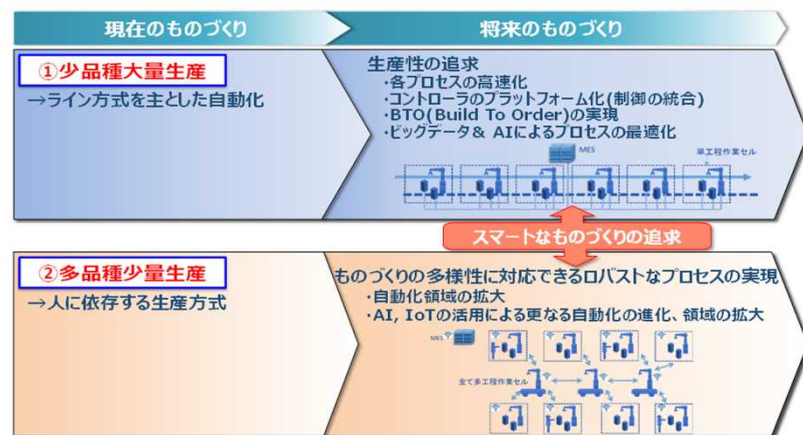 現在のものづくり
将来のものづくり
①少品種大量生産
→ライン方式を主とした自動化
生産性の追求
・各プロセスの高速化
・コントローラのプラットフォーム化(制御の統合)
・BTO(Build To Order)の実現
・ビッグデータ& AIによるプロセスの最適化
MES
単工程作業セル
スマートなものづくりの追求
②多品種少量生産
→人に依存する生産方式
ものづくりの多様性に対応できるロバストなプロセスの実現
・自動化領域の拡大
・AI, IoTの活用による更なる自動化の進化、領域の拡大
MES
全て多工程作業セル